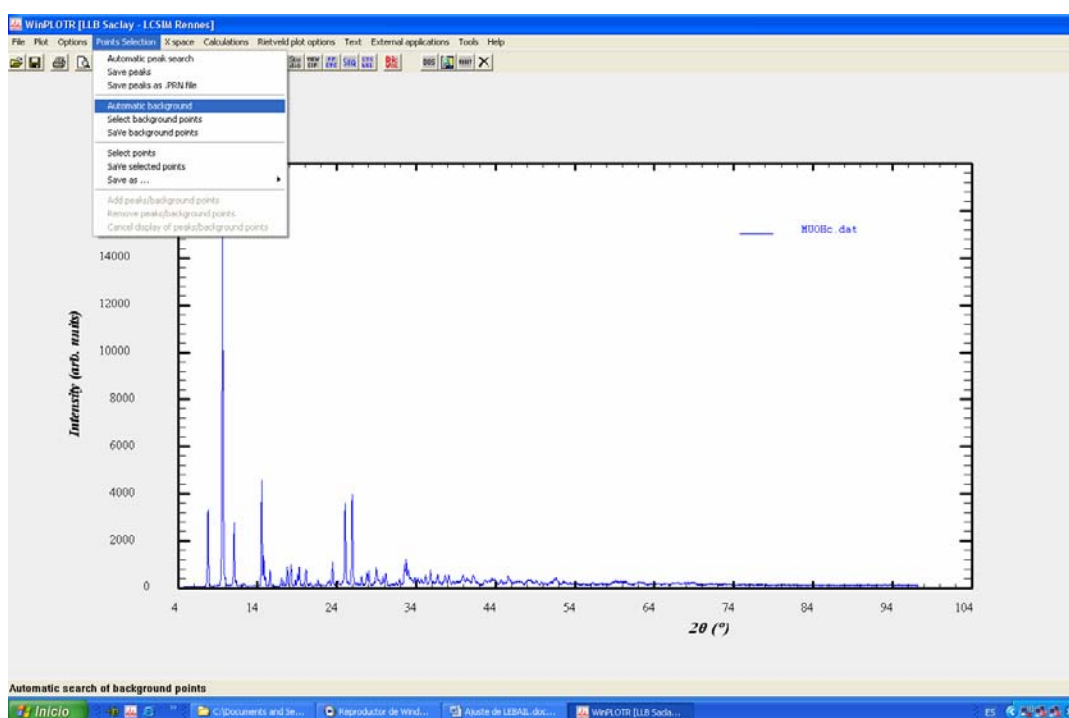 WinPLOTR [LLB Saclay - LCSIM Rennes]
File Plot Options Points Selection X space Calculations Rietveld plot options Text External applications Tools Help
DOS
Automatic peak search
Save peaks
Save peaks as .PRN file
Automatic background
Select background points
SaVe background points
Select points
SaVe selected points
Save as ...
Add peaks/background points
Remove peaks/background points
Cancel display of peaks/background points
MUOHc.dat
14000
12000
10000
8000
6000
4000
2000
0
Intensity (arb. units)
4 14 24 34 44 54 64 74 84 94 104
2θ (°)
Automatic search of background points
Inicio
C:\Documents and Se...
Reproductor de Wind...
Ajuste de LEBAIL.doc...
WinPLOTR [LLB Sacla...
ES